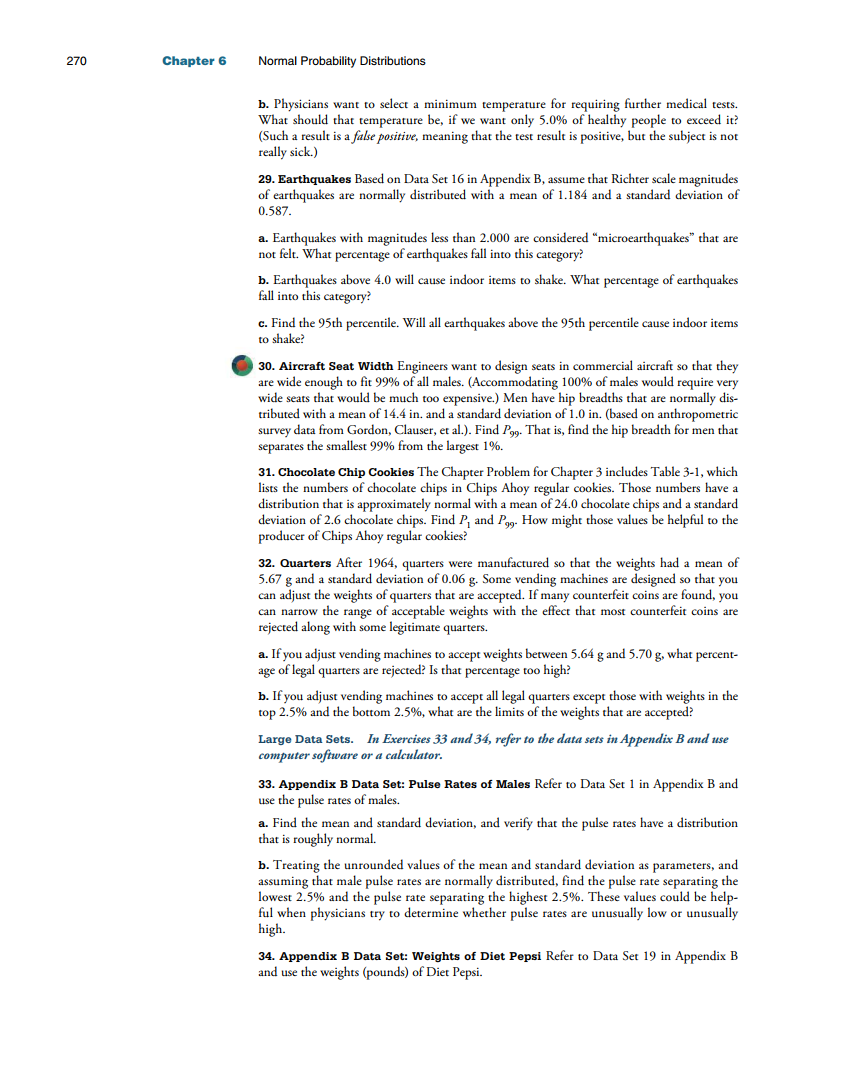 270 Chapter 6 Normal Probability Distributions
b. Physicians want to select a minimum temperature for requiring further medical tests.
What should that temperature be, if we want only 5.0% of healthy people to exceed it?
(Such a result is a false positive, meaning that the test result is positive, but the subject is not
really sick.)
29. Earthquakes Based on Data Set 16 in Appendix B, assume that Richter scale magnitudes
of earthquakes are normally distributed with a mean of 1.184 and a standard deviation of
0.587.
a. Earthquakes with magnitudes less than 2.000 are considered “microearthquakes” that are
not felt. What percentage of earthquakes fall into this category?
b. Earthquakes above 4.0 will cause indoor items to shake. What percentage of earthquakes
fall into this category?
c. Find the 95th percentile. Will all earthquakes above the 95th percentile cause indoor items
to shake?
30. Aircraft Seat Width Engineers want to design seats in commercial aircraft so that they
are wide enough to fit 99% of all males. (Accommodating 100% of males would require very
wide seats that would be much too expensive.) Men have hip breadths that are normally dis-
tributed with a mean of 14.4 in. and a standard deviation of 1.0 in. (based on anthropometric
survey data from Gordon, Clauser, et al.). Find P99. That is, find the hip breadth for men that
separates the smallest 99% from the largest 1%.
31. Chocolate Chip Cookies The Chapter Problem for Chapter 3 includes Table 3-1, which
lists the numbers of chocolate chips in Chips Ahoy regular cookies. Those numbers have a
distribution that is approximately normal with a mean of 24.0 chocolate chips and a standard
deviation of 2.6 chocolate chips. Find P1 and P99. How might those values be helpful to the
producer of Chips Ahoy regular cookies?
32. Quarters After 1964, quarters were manufactured so that the weights had a mean of
5.67 g and a standard deviation of 0.06 g. Some vending machines are designed so that you
can adjust the weights of quarters that are accepted. If many counterfeit coins are found, you
can narrow the range of acceptable weights with the effect that most counterfeit coins are
rejected along with some legitimate quarters.
a. If you adjust vending machines to accept weights between 5.64 g and 5.70 g, what percent-
age of legal quarters are rejected? Is that percentage too high?
b. If you adjust vending machines to accept all legal quarters except those with weights in the
top 2.5% and the bottom 2.5%, what are the limits of the weights that are accepted?
Large Data Sets. In Exercises 33 and 34, refer to the data sets in Appendix B and use
computer software or a calculator.
33. Appendix B Data Set: Pulse Rates of Males Refer to Data Set 1 in Appendix B and
use the pulse rates of males.
a. Find the mean and standard deviation, and verify that the pulse rates have a distribution
that is roughly normal.
b. Treating the unrounded values of the mean and standard deviation as parameters, and
assuming that male pulse rates are normally distributed, find the pulse rate separating the
lowest 2.5% and the pulse rate separating the highest 2.5%. These values could be help-
ful when physicians try to determine whether pulse rates are unusually low or unusually
high.
34. Appendix B Data Set: Weights of Diet Pepsi Refer to Data Set 19 in Appendix B
and use the weights (pounds) of Diet Pepsi.